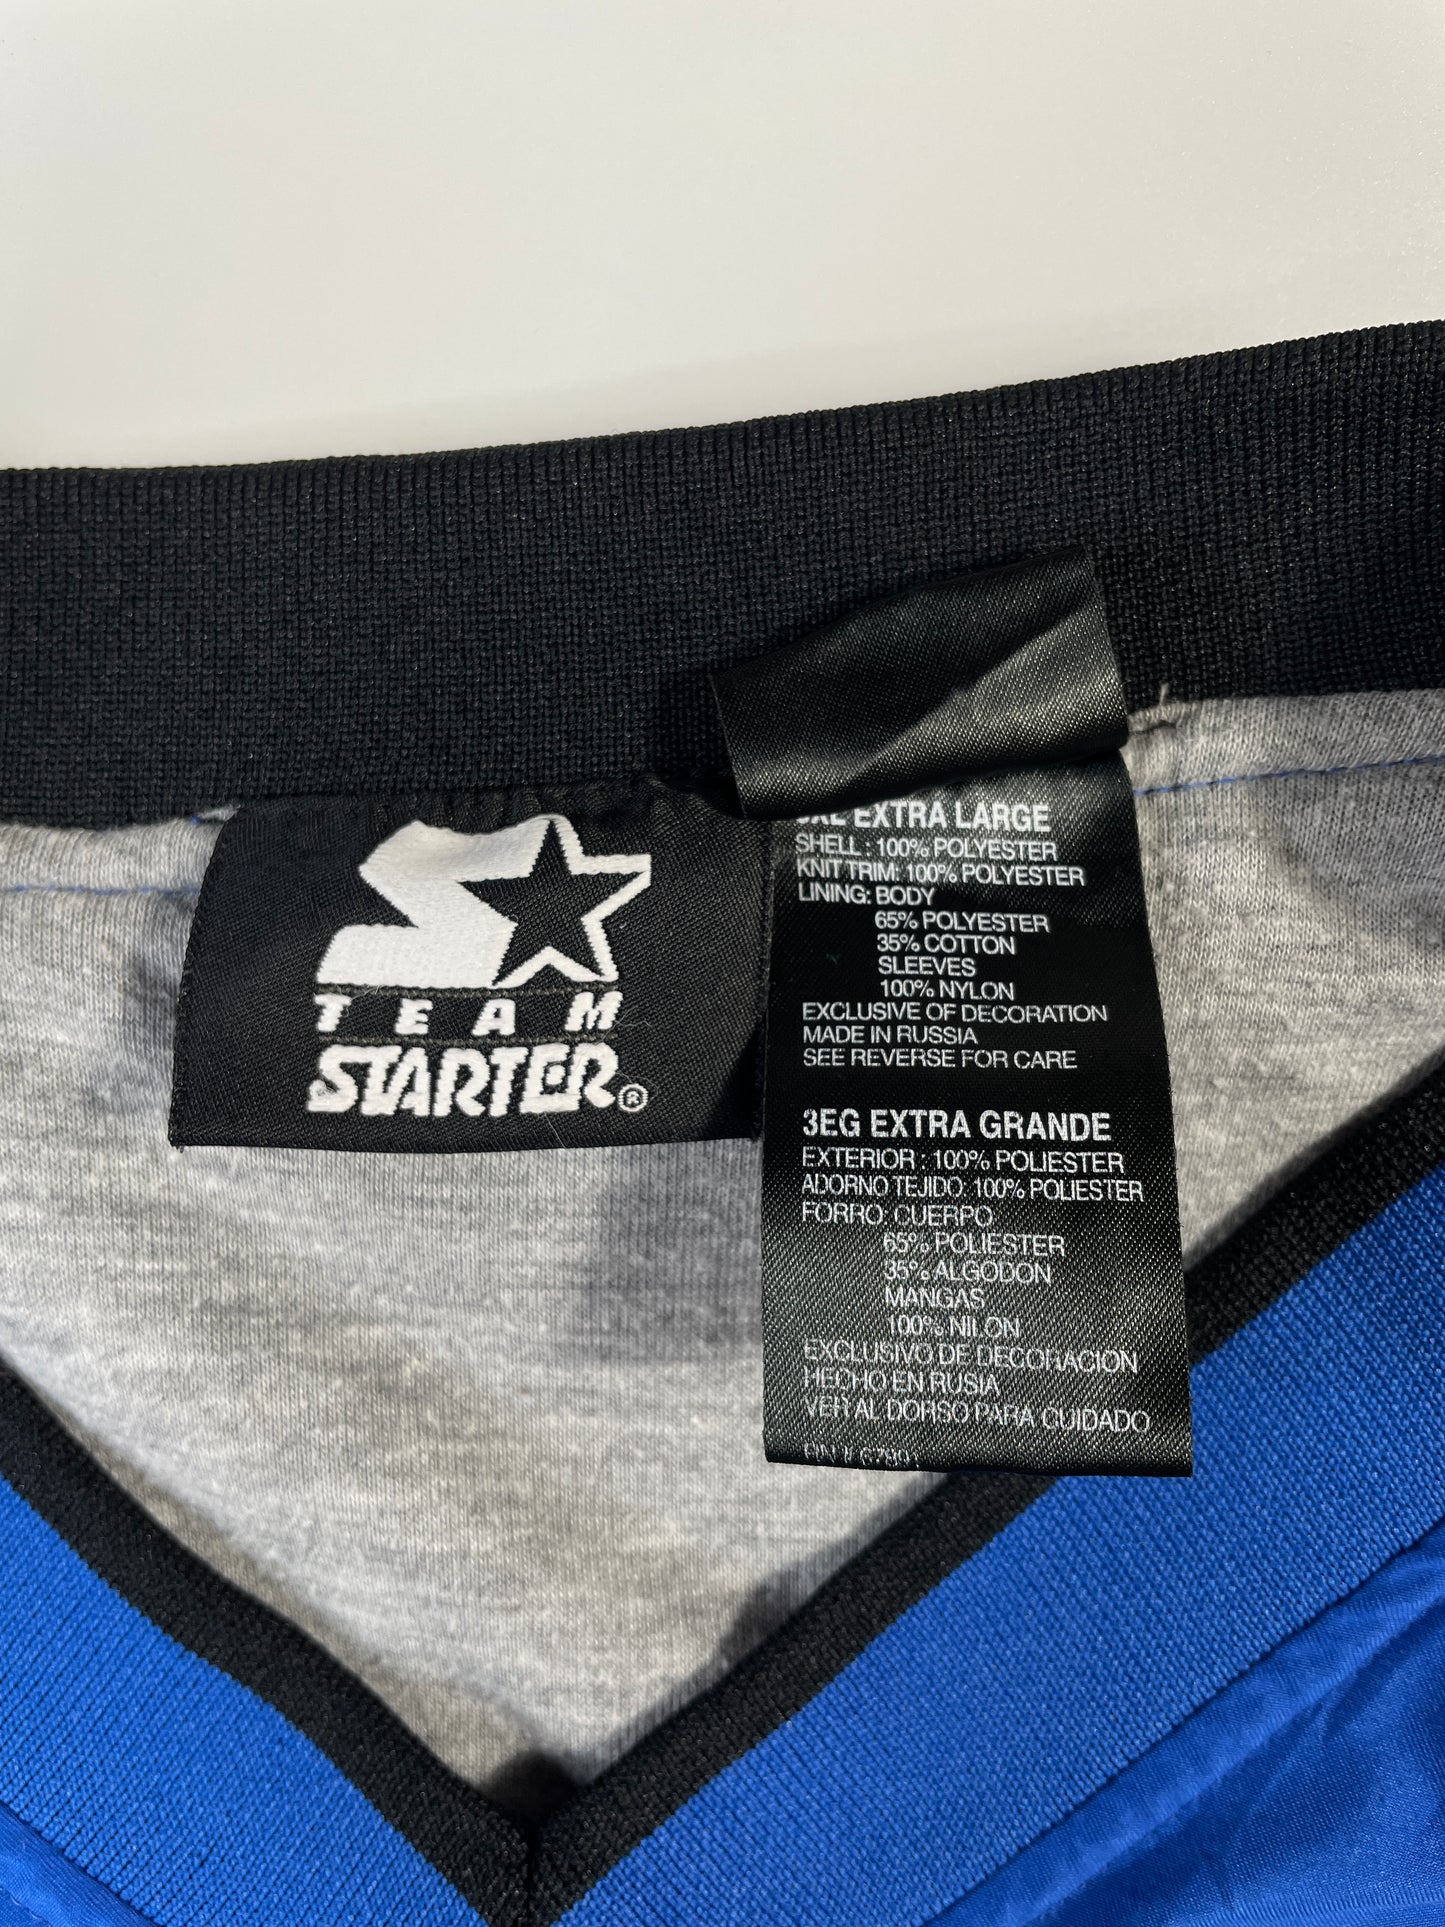 TEAM
STARTER®
3XL EXTRA LARGE
SHELL : 100% POLYESTER
KNIT TRIM: 100% POLYESTER
LINING: BODY
65% POLYESTER
35% COTTON
SLEEVES
100% NYLON
EXCLUSIVE OF DECORATION
MADE IN RUSSIA
SEE REVERSE FOR CARE
3EG EXTRA GRANDE
EXTERIOR : 100% POLIESTER
ADORNO TEJIDO: 100% POLIESTER
FORRO: CUERPO
65% POLIESTER
35% ALGODON
MANGAS
100% NILON
EXCLUSIVO DE DECORACION
HECHO EN RUSIA
VER AL DORSO PARA CUIDADO